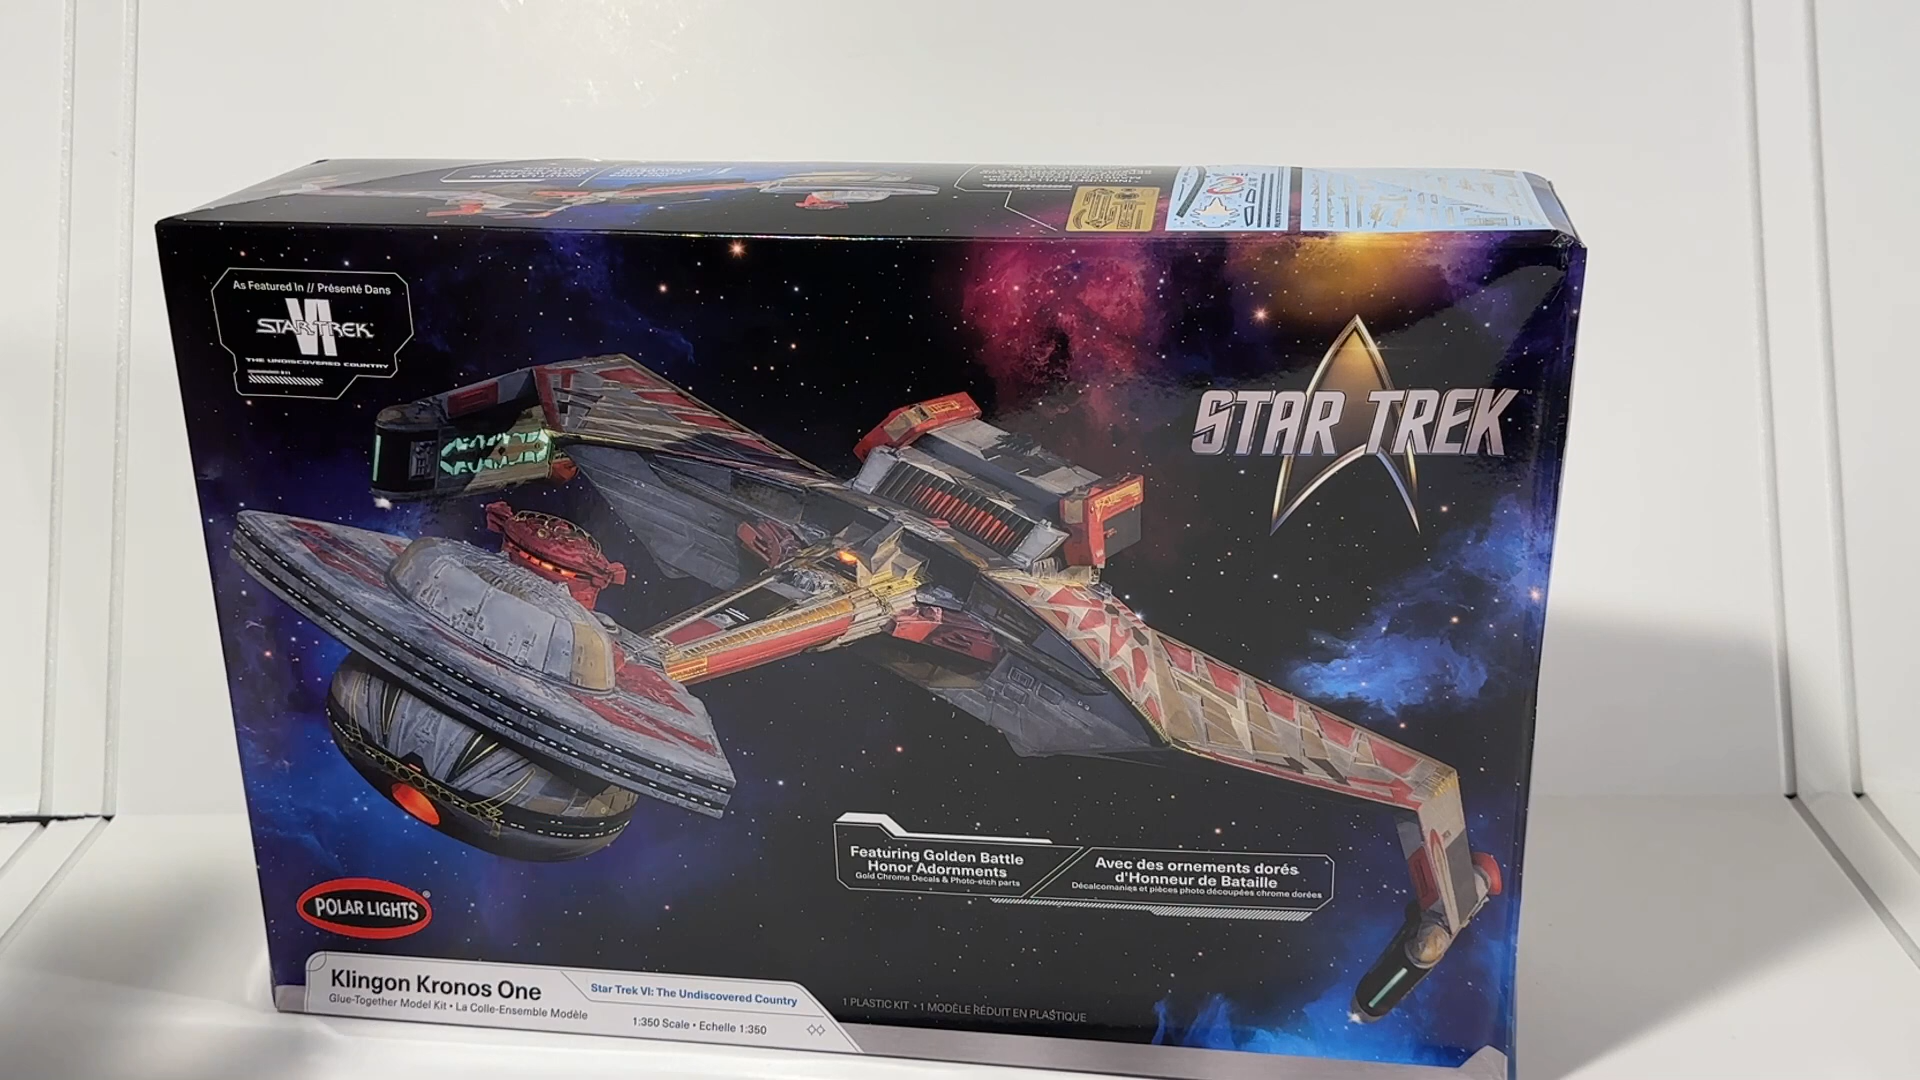 As Featured In // Présenté Dans
VI
STAR TREK
THE UNDISCOVERED COUNTRY
STAR TREK™
Featuring Golden Battle
Honor Adornments
Gold Chrome Decals & Photo-etch parts
Avec des ornements dorés
d'Honneur de Bataille
Décalcomanies et pièces photo découpées chrome dorées
POLAR LIGHTS®
Klingon Kronos One
Glue-Together Model Kit • La Colle-Ensemble Modèle
Star Trek VI: The Undiscovered Country
1:350 Scale • Echelle 1:350
1 PLASTIC KIT • 1 MODÈLE RÉDUIT EN PLASTIQUE